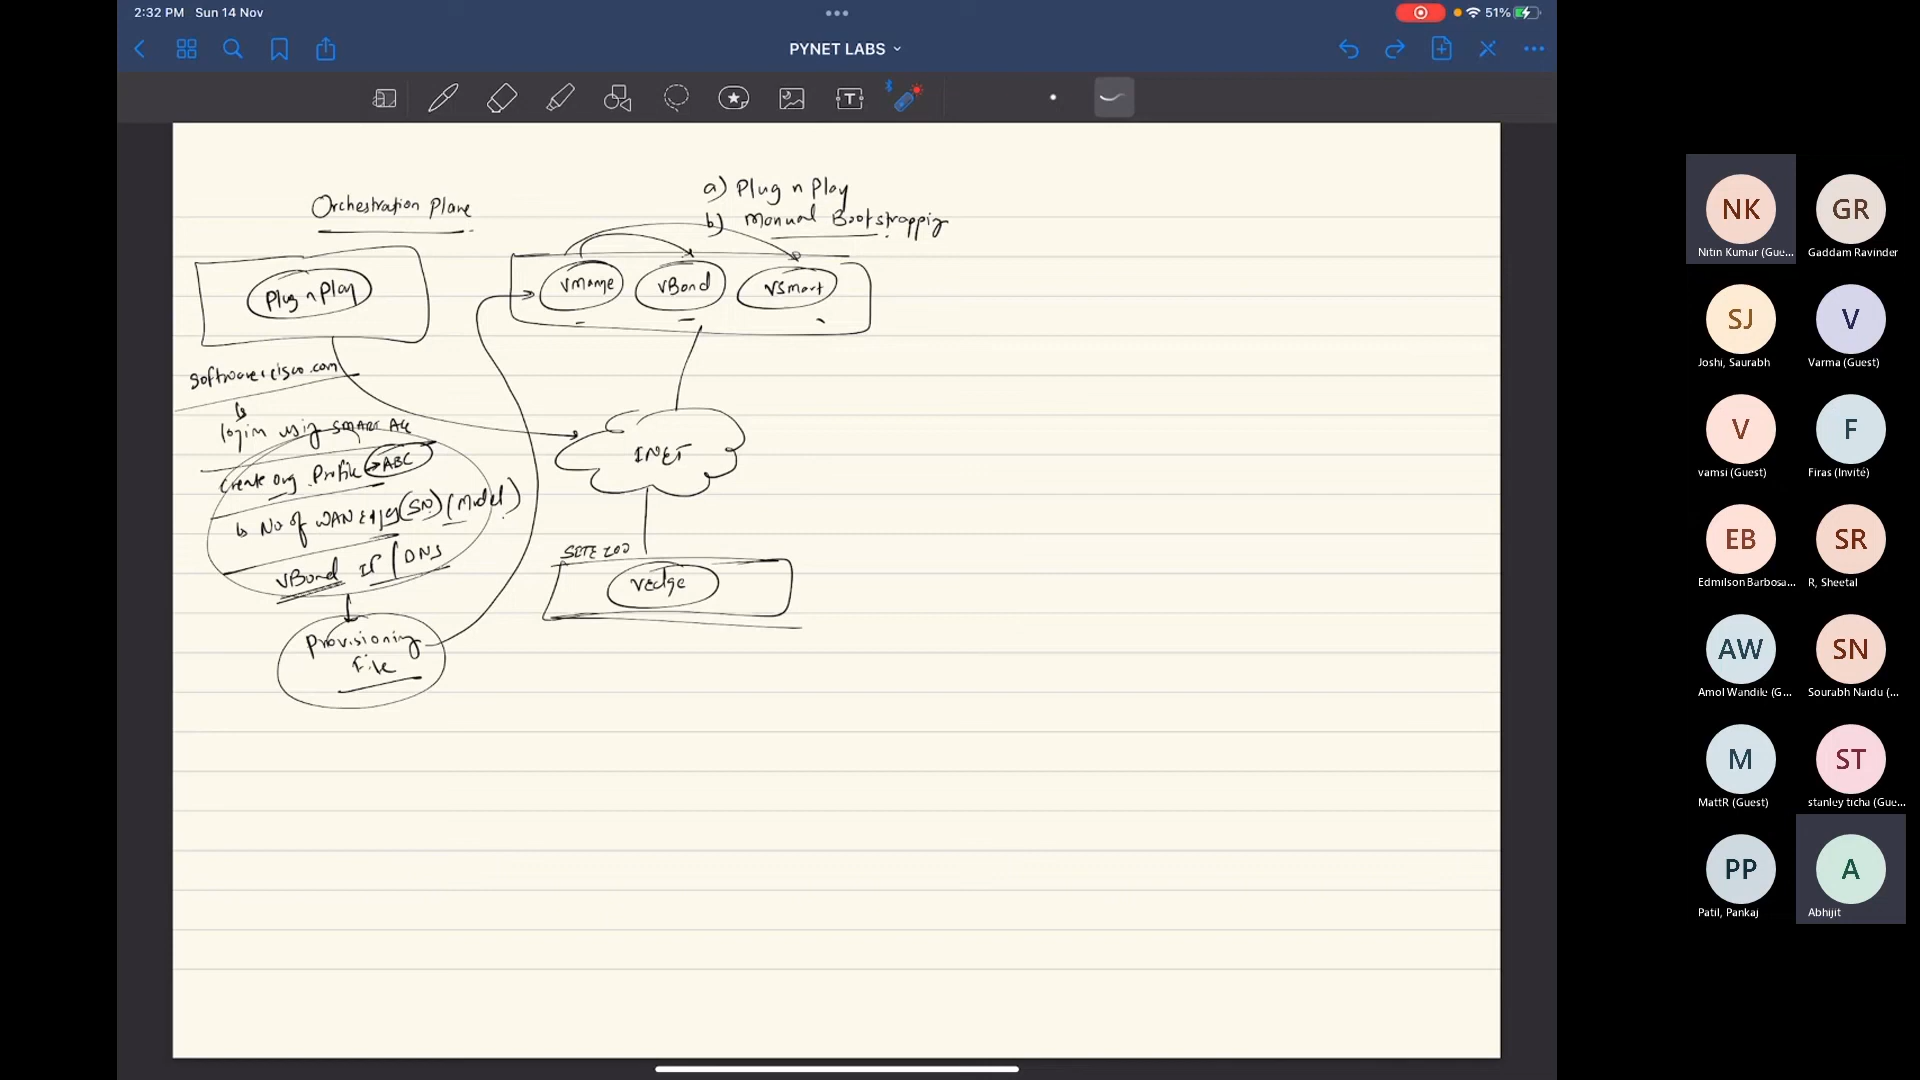 2:32 PM Sun 14 Nov
51%
PYNET LABS
Orchestration Plane
a) Plug n Play
b) Manual Bootstrapping
Plug n Play
vManage
vBond
vSmart
software.cisco.com
login using SMART Acc
Create org Profile → ABC
No of WAN Edges (SN) (Model)
vBond IP / DNS
Provisioning
File
INET
SITE 200
vEdge
NK
Nitin Kumar (Gue...
GR
Gaddam Ravinder
SJ
Joshi, Saurabh
V
Varma (Guest)
V
vamsi (Guest)
F
Firas (Invité)
EB
Edmilson Barbosa...
SR
R, Sheetal
AW
Amol Wandile (G...
SN
Sourabh Naidu (...
M
MattR (Guest)
ST
stanley ticha (Gue...
PP
Patil, Pankaj
A
Abhijit